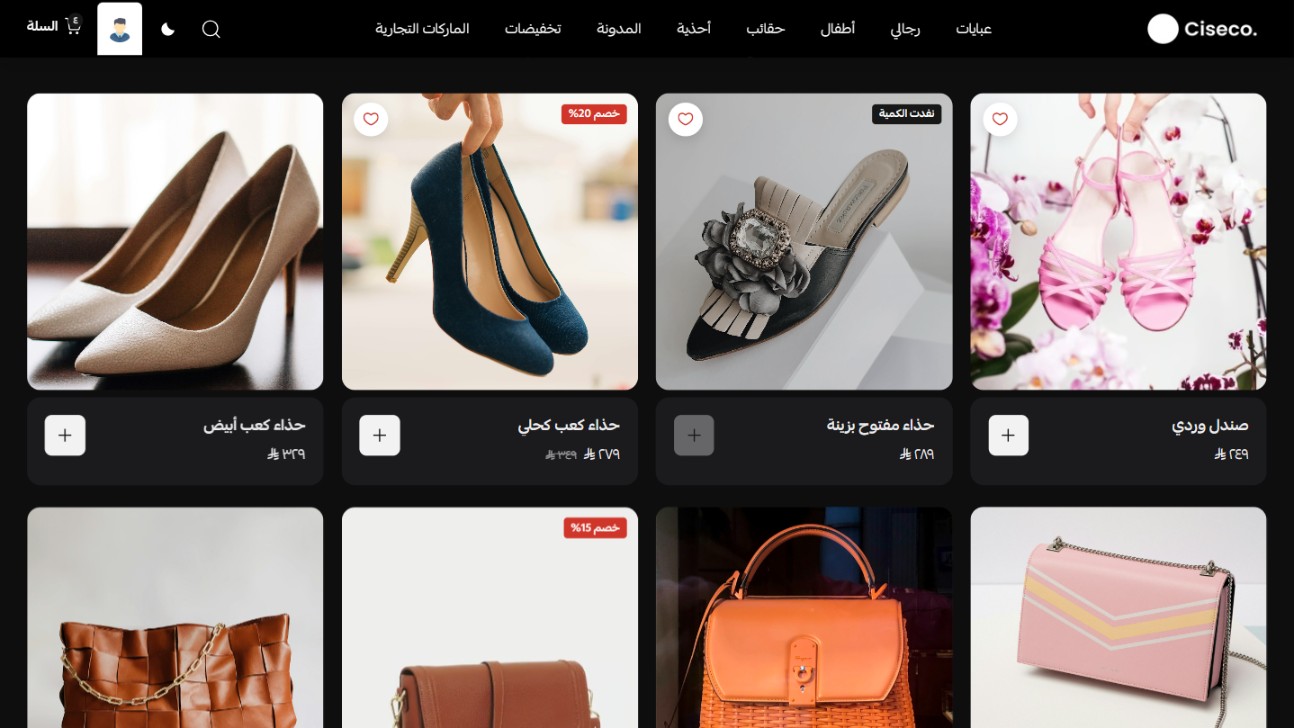 Ciseco.
عبايات
رجالي
أطفال
حقائب
أحذية
المدونة
تخفيضات
الماركات التجارية
٤
السلة
نفدت الكمية
خصم 20%
صندل وردي
٢٤٩
حذاء مفتوح بزينة
٢٨٩
حذاء كعب كحلي
٢٧٩ ٣٤٩
حذاء كعب أبيض
٣٢٩
خصم 15%